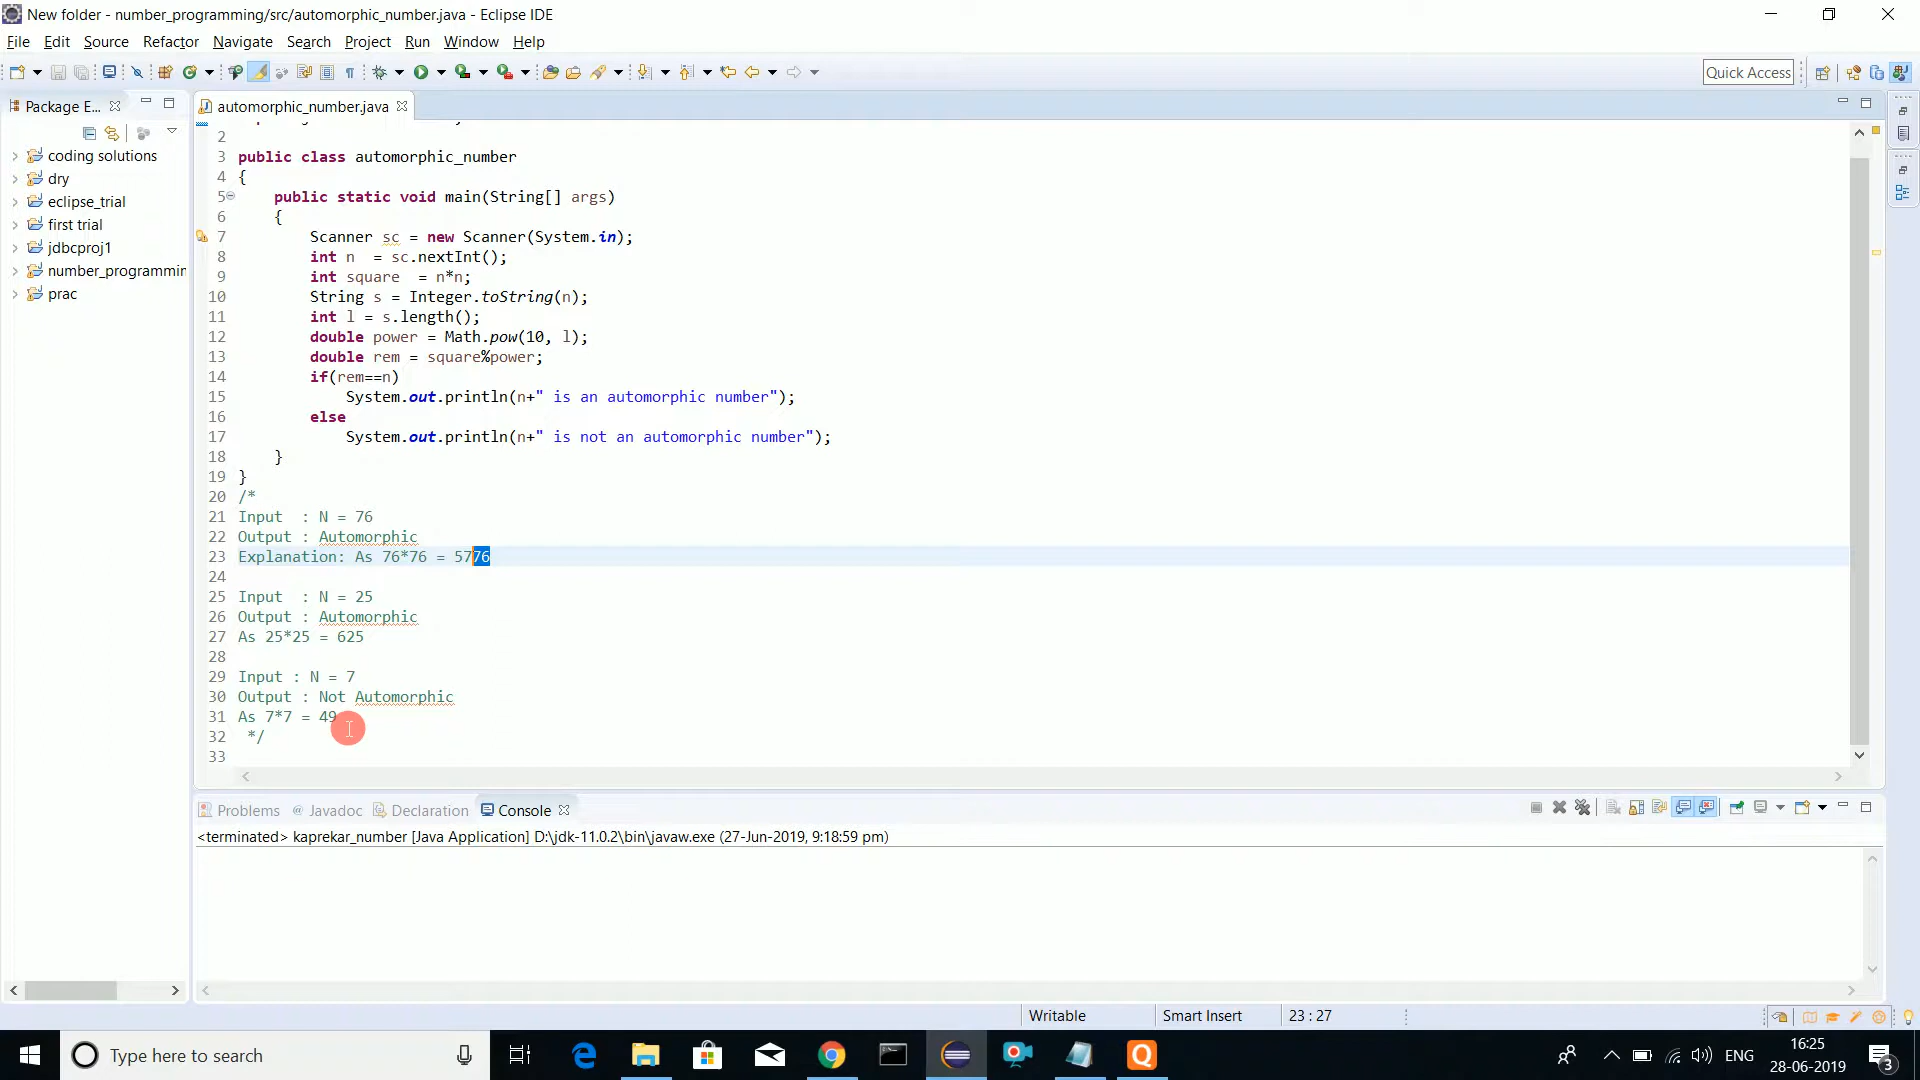 New folder - number_programming/src/automorphic_number.java - Eclipse IDE
File Edit Source Refactor Navigate Search Project Run Window Help
Quick Access
Package E...
automorphic_number.java
coding solutions
dry
eclipse_trial
first trial
jdbcproj1
number_programmin
prac
2
3 public class automorphic_number
4 {
5 public static void main(String[] args)
6 {
7 Scanner sc = new Scanner(System.in);
8 int n = sc.nextInt();
9 int square = n*n;
10 String s = Integer.toString(n);
11 int l = s.length();
12 double power = Math.pow(10, l);
13 double rem = square%power;
14 if(rem==n)
15 System.out.println(n+" is an automorphic number");
16 else
17 System.out.println(n+" is not an automorphic number");
18 }
19 }
20 /*
21 Input : N = 76
22 Output : Automorphic
23 Explanation: As 76*76 = 5776
24
25 Input : N = 25
26 Output : Automorphic
27 As 25*25 = 625
28
29 Input : N = 7
30 Output : Not Automorphic
31 As 7*7 = 49
32 */
33
Problems @ Javadoc Declaration Console
<terminated> kaprekar_number [Java Application] D:\jdk-11.0.2\bin\javaw.exe (27-Jun-2019, 9:18:59 pm)
Writable Smart Insert 23 : 27
Type here to search
ENG
16:25
28-06-2019
3